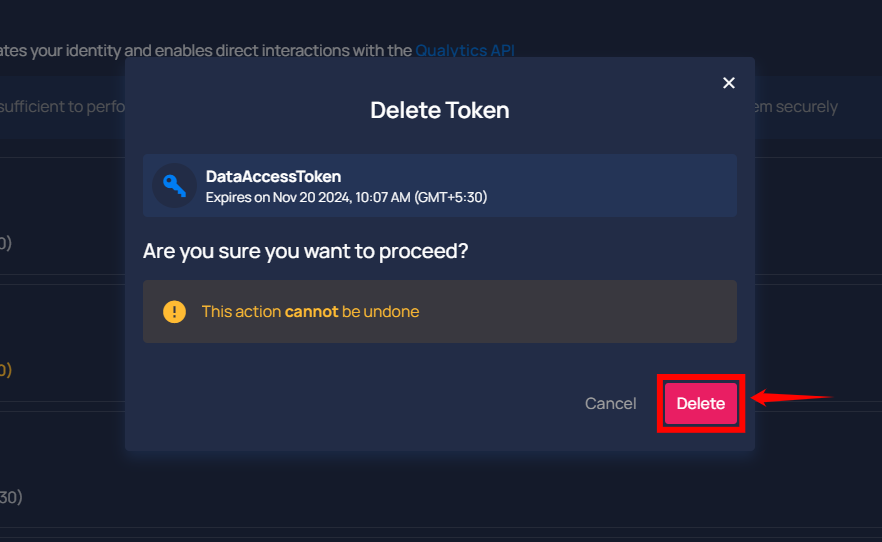 ates your identity and enables direct interactions with the Qualytics API
sufficient to perfo
em securely
Delete Token
DataAccessToken
Expires on Nov 20 2024, 10:07 AM (GMT+5:30)
Are you sure you want to proceed?
This action cannot be undone
Cancel
Delete
0)
0)
30)